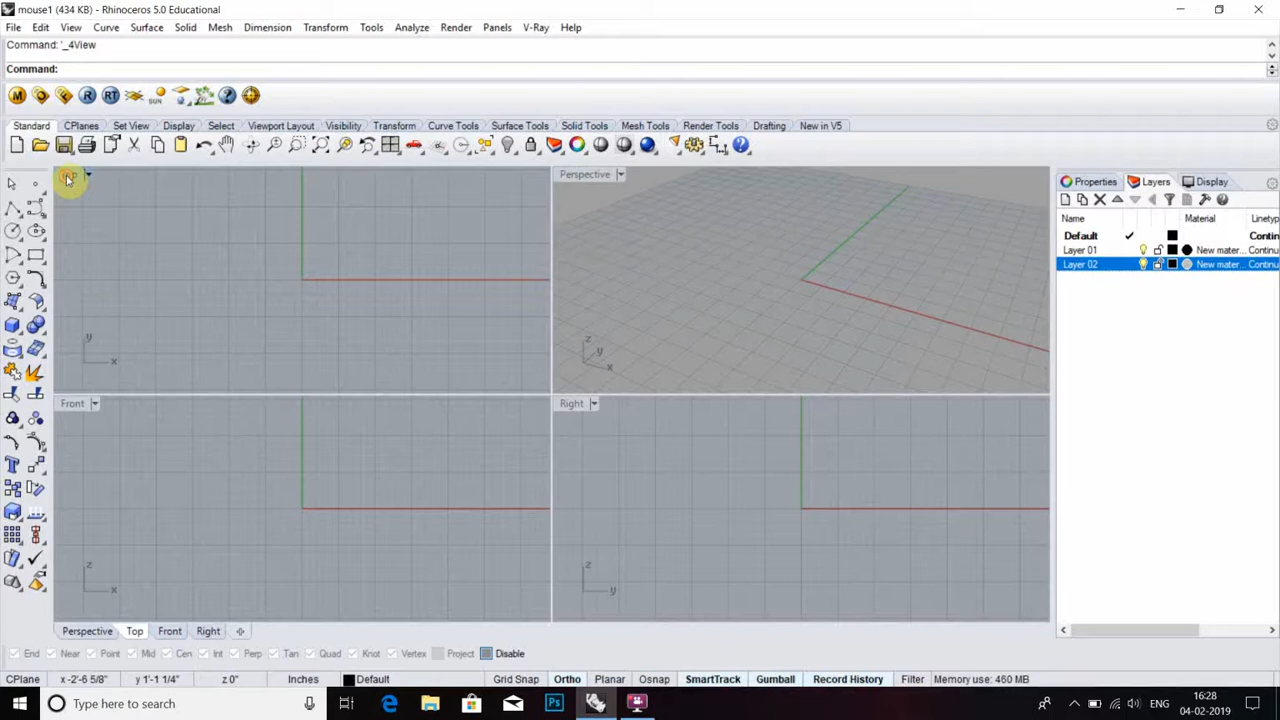 mouse1 (434 KB) - Rhinoceros 5.0 Educational
File Edit View Curve Surface Solid Mesh Dimension Transform Tools Analyze Render Panels V-Ray Help
Command: '_4View
Command:
M O R RT SUN ?
Standard CPlanes Set View Display Select Viewport Layout Visibility Transform Curve Tools Surface Tools Solid Tools Mesh Tools Render Tools Drafting New in V5
Perspective
Properties Layers Display
Name Material Linetyp
Default Contin
Layer 01 New mater... Continu
Layer 02 New mater... Continu
y x
z y x
Front Right
z x
z y
Perspective Top Front Right
End Near Point Mid Cen Int Perp Tan Quad Knot Vertex Project Disable
CPlane x -2'-6 5/8" y 1'-1 1/4" z 0" Inches Default Grid Snap Ortho Planar Osnap SmartTrack Gumball Record History Filter Memory use: 460 MB
Type here to search Ps ENG 16:28
04-02-2019